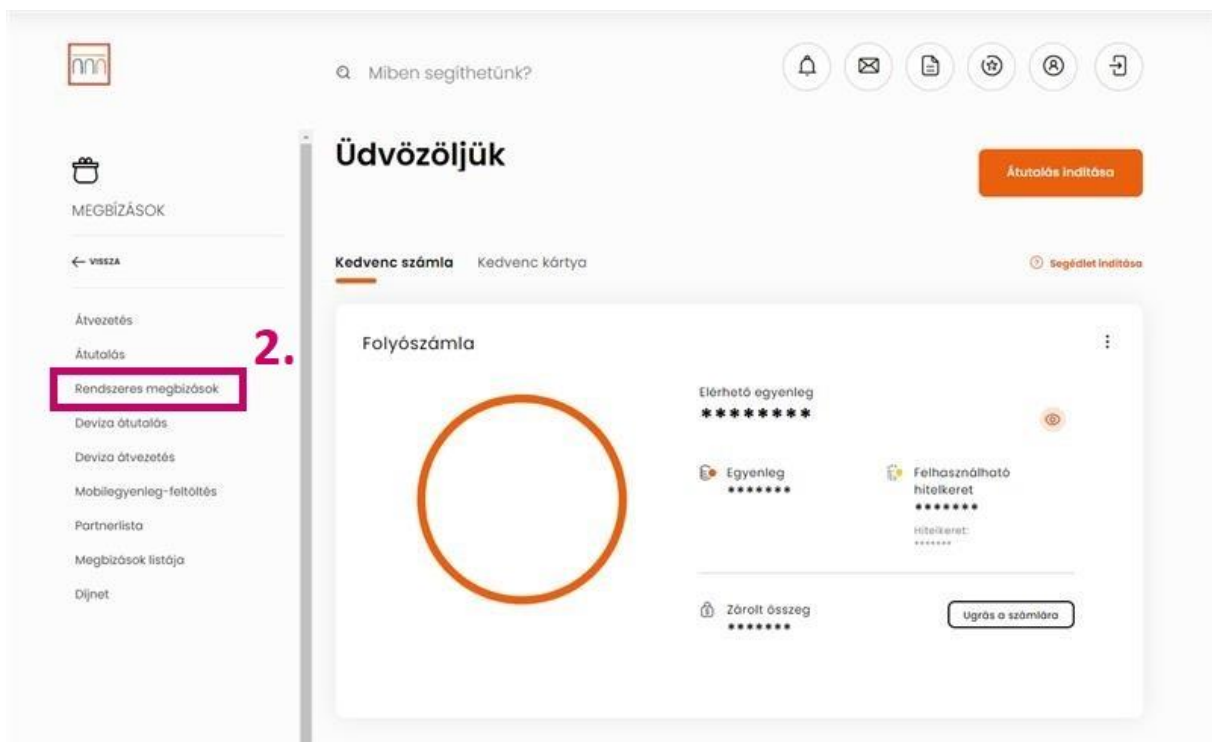 Miben segíthetünk?
MEGBÍZÁSOK
VISSZA
Átvezetés
Átutalás
Rendszeres megbízások
2.
Deviza átutalás
Deviza átvezetés
Mobilegyenleg-feltöltés
Partnerlista
Megbízások listája
Díjnet
Üdvözöljük
Átutalás indítása
Kedvenc számla
Kedvenc kártya
Segédlet indítása
Folyószámla
Elérhető egyenleg
********
Egyenleg
*******
Felhasználható
hitelkeret
*******
Hitelkeret:
*******
Zárolt összeg
*******
Ugrás a számlára